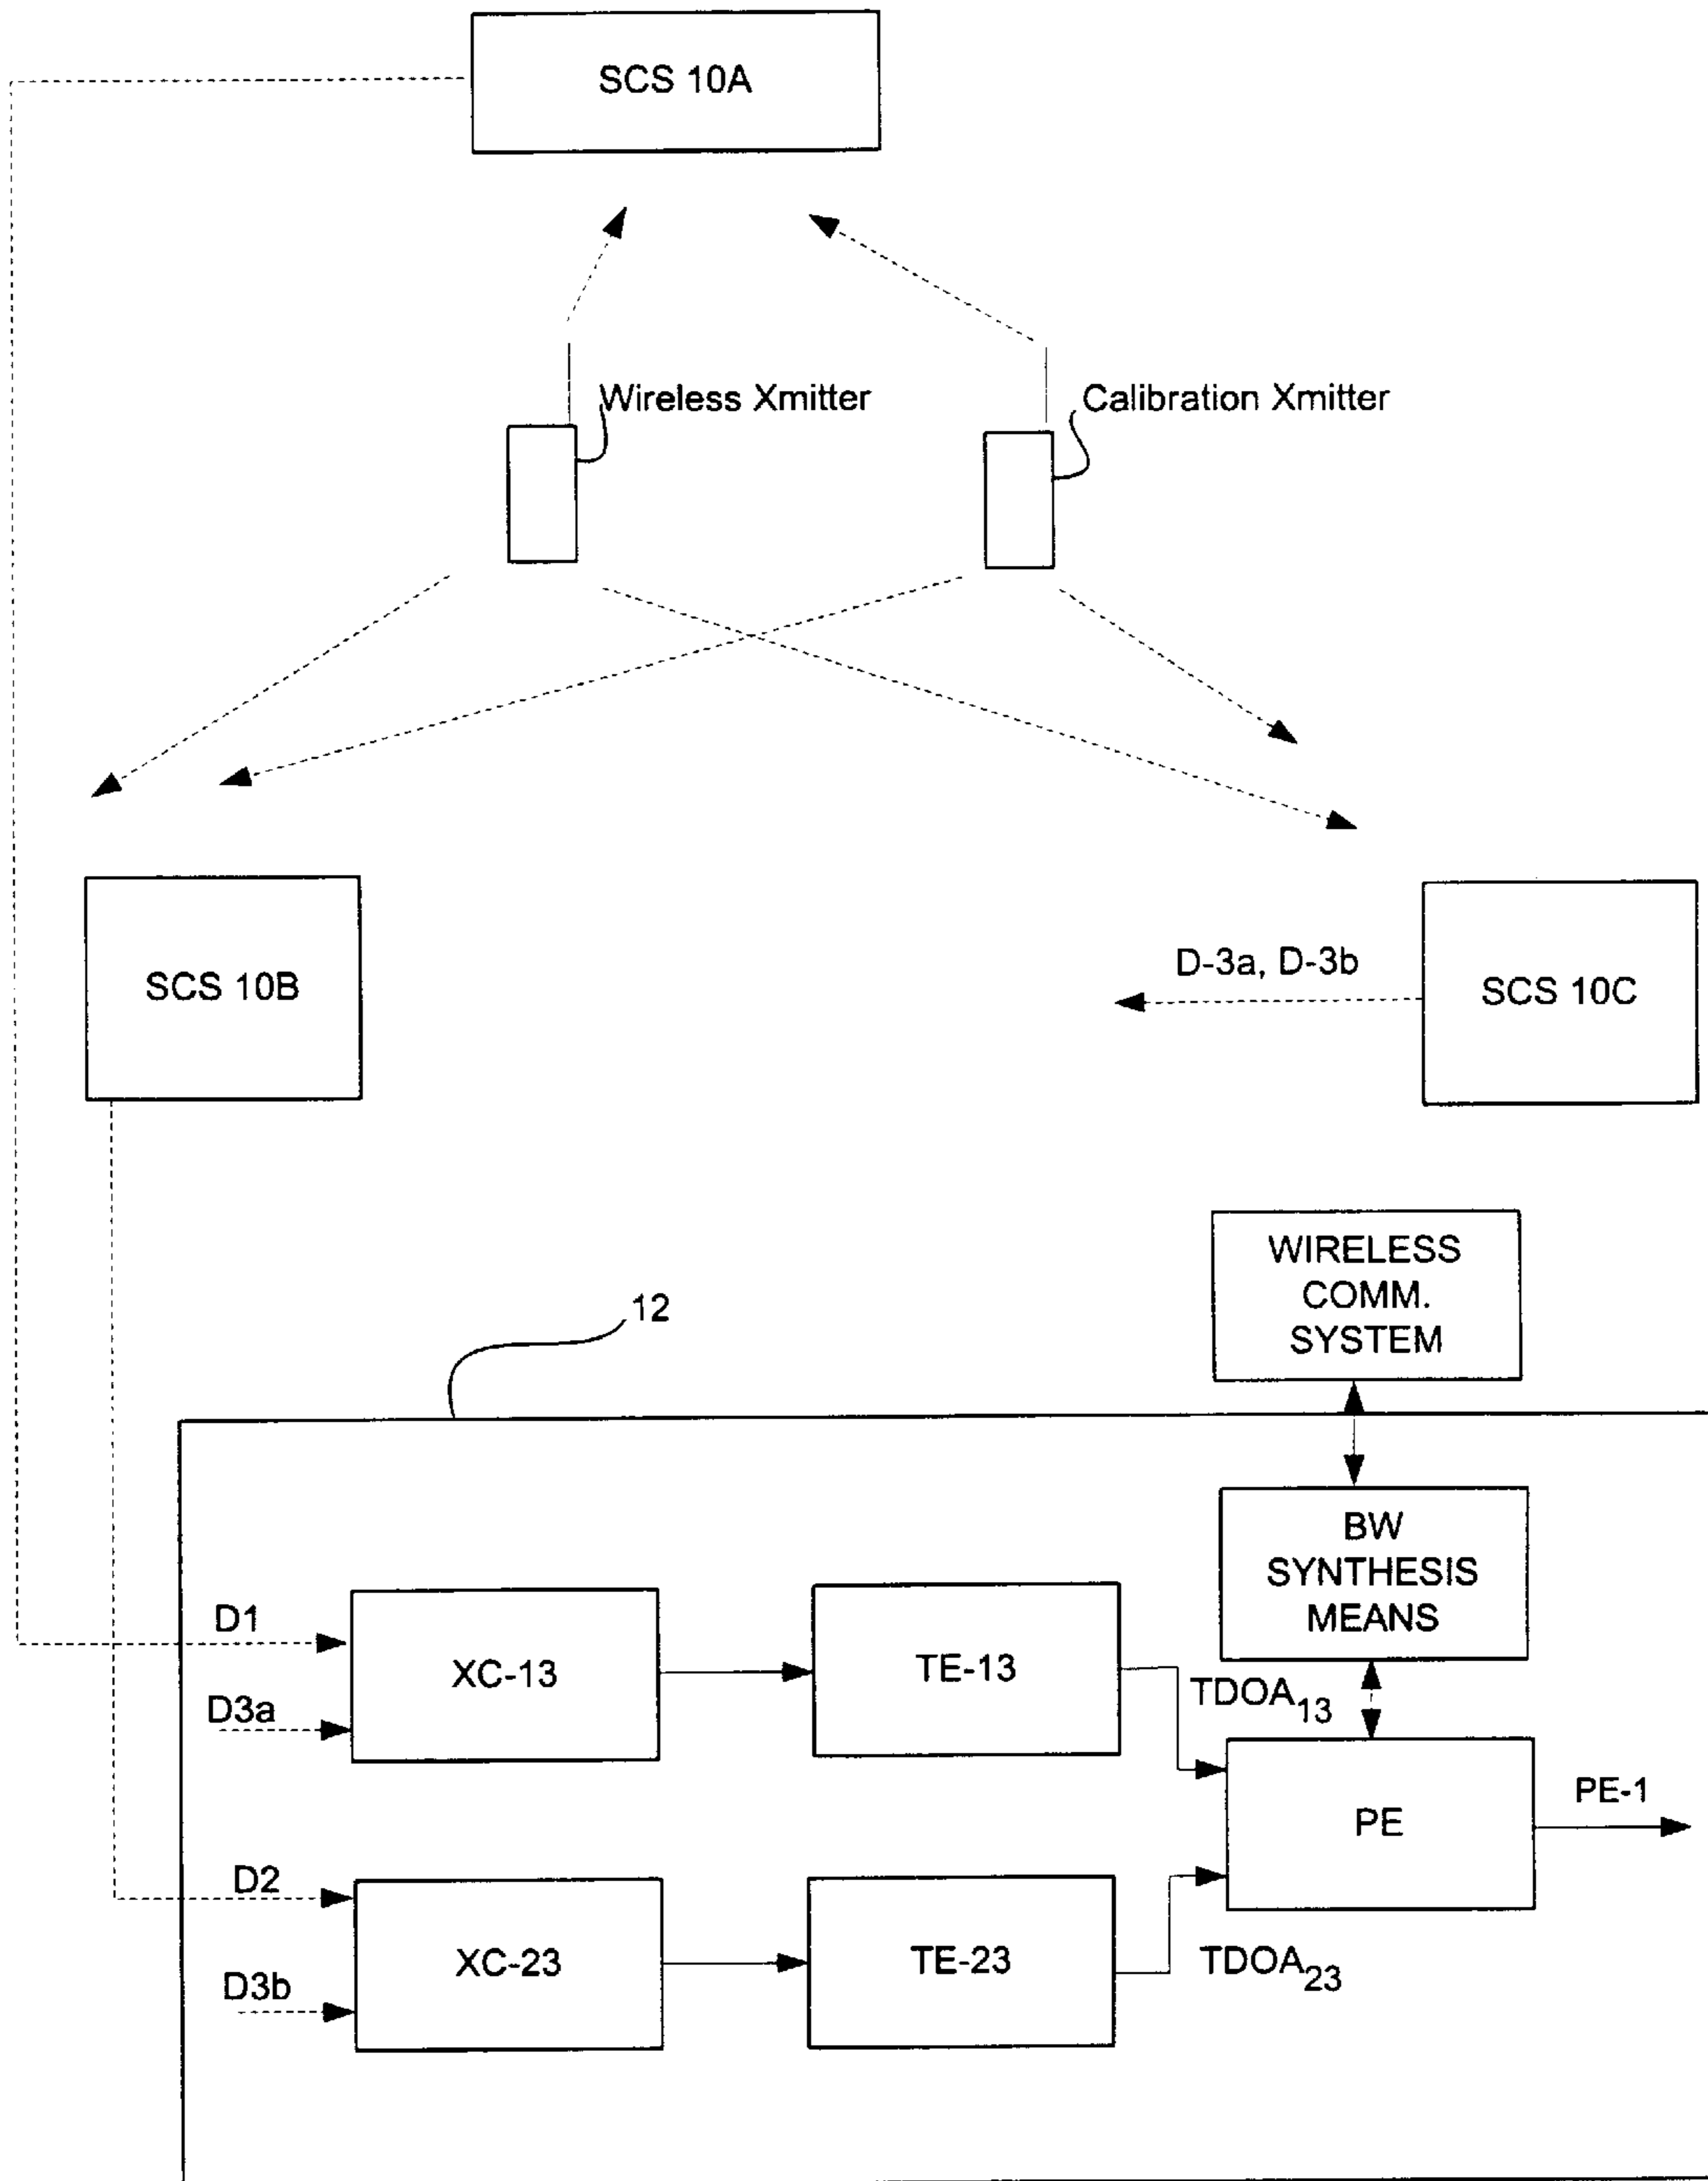 SCS 10A
Wireless Xmitter
Calibration Xmitter
SCS 10B
D-3a, D-3b
SCS 10C
WIRELESS
COMM.
SYSTEM
12
BW
SYNTHESIS
MEANS
D1
XC-13
TE-13
TDOA13
D3a
PE
PE-1
D2
XC-23
TE-23
TDOA23
D3b